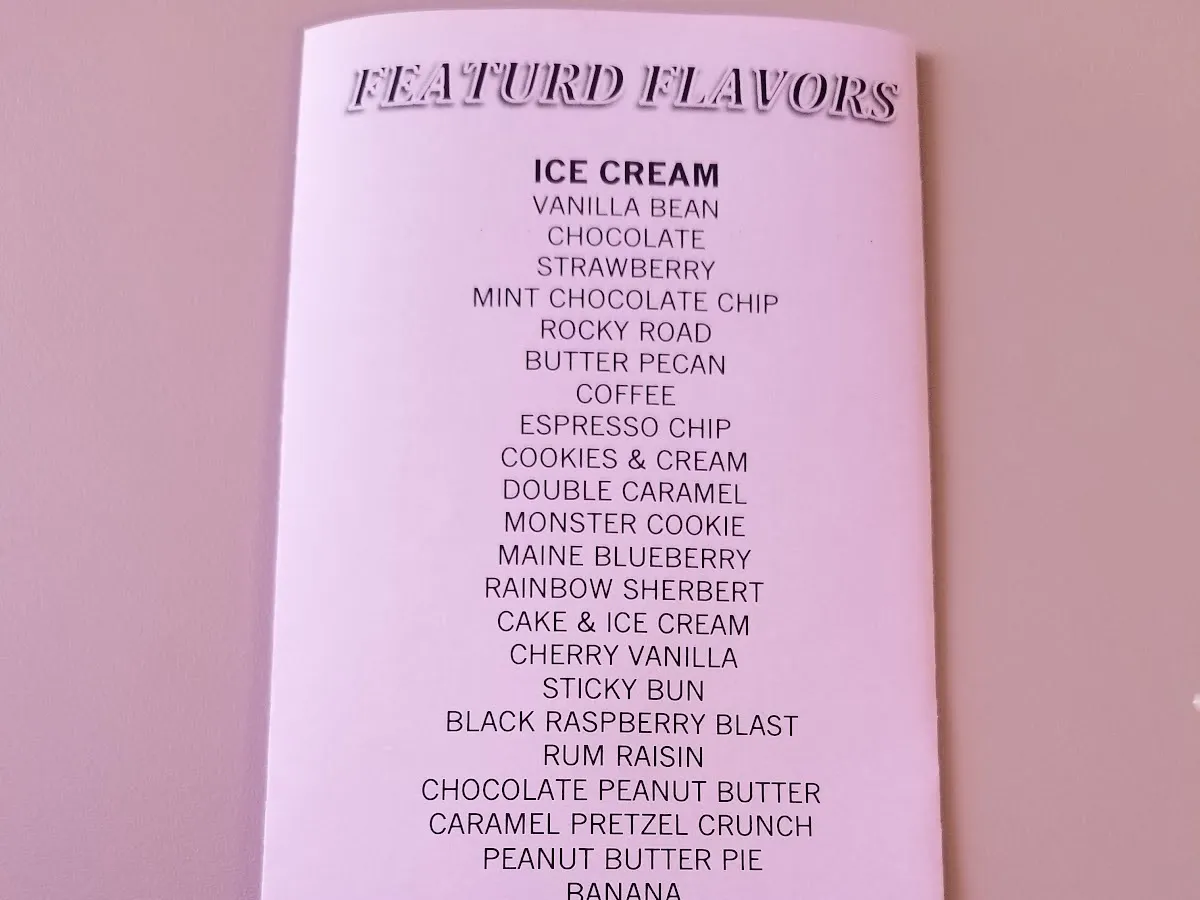 FEATURD FLAVORS
ICE CREAM
VANILLA BEAN
CHOCOLATE
STRAWBERRY
MINT CHOCOLATE CHIP
ROCKY ROAD
BUTTER PECAN
COFFEE
ESPRESSO CHIP
COOKIES & CREAM
DOUBLE CARAMEL
MONSTER COOKIE
MAINE BLUEBERRY
RAINBOW SHERBERT
CAKE & ICE CREAM
CHERRY VANILLA
STICKY BUN
BLACK RASPBERRY BLAST
RUM RAISIN
CHOCOLATE PEANUT BUTTER
CARAMEL PRETZEL CRUNCH
PEANUT BUTTER PIE
BANANA